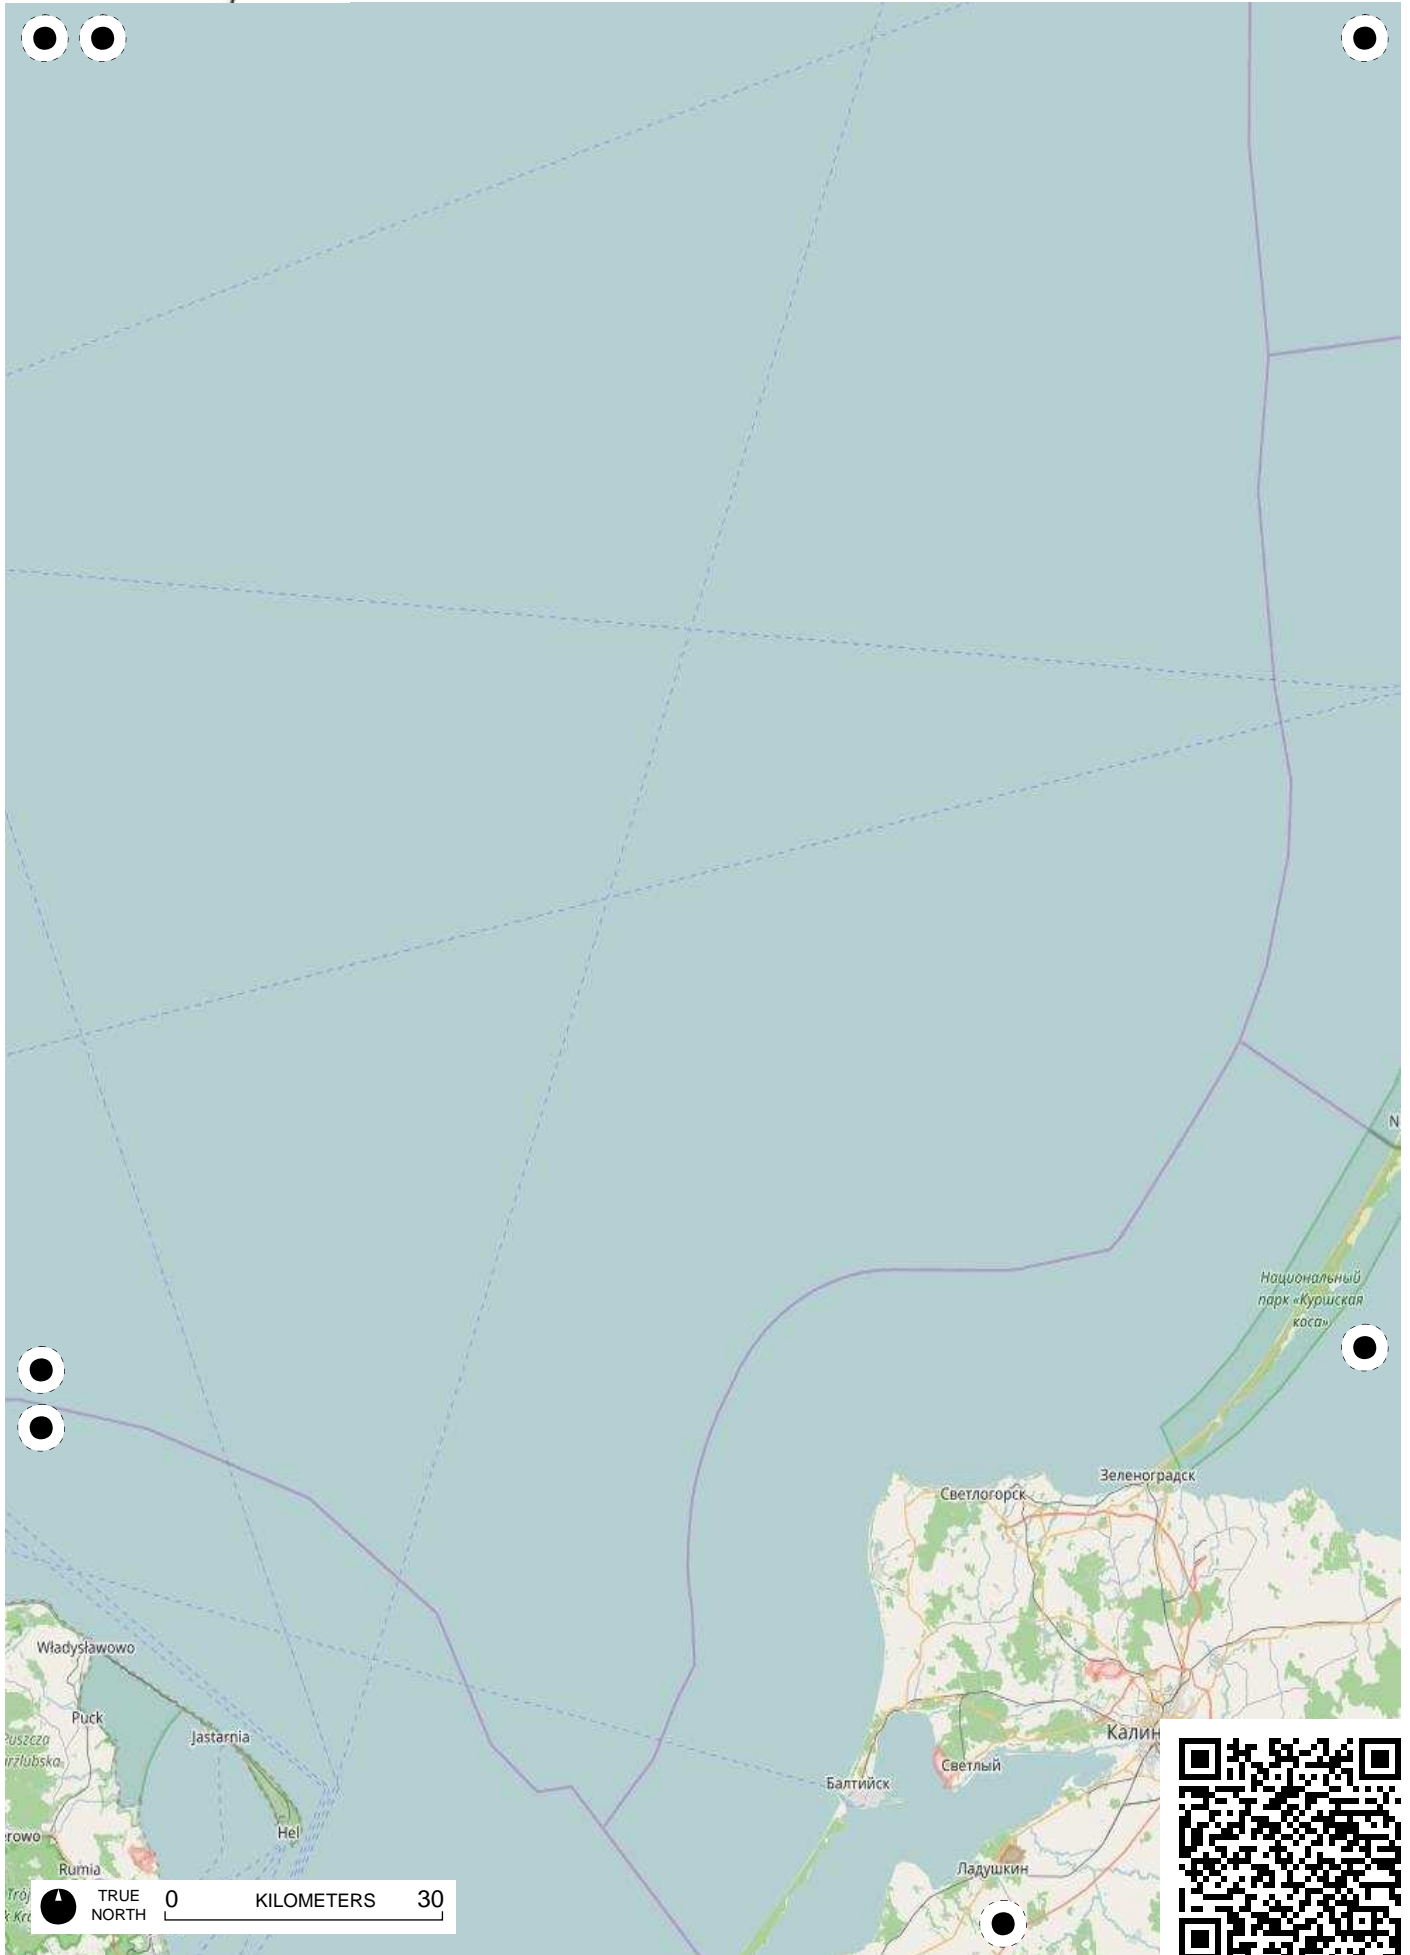 N
Национальный
парк «Куршская
коса»
Зеленоградск
Светлогорск
Władysławowo
Puck
Jastarnia
Калин
Светлый
Балтийск
Hel
Rumia
Ладушкин
TRUE
NORTH
0 KILOMETERS 30